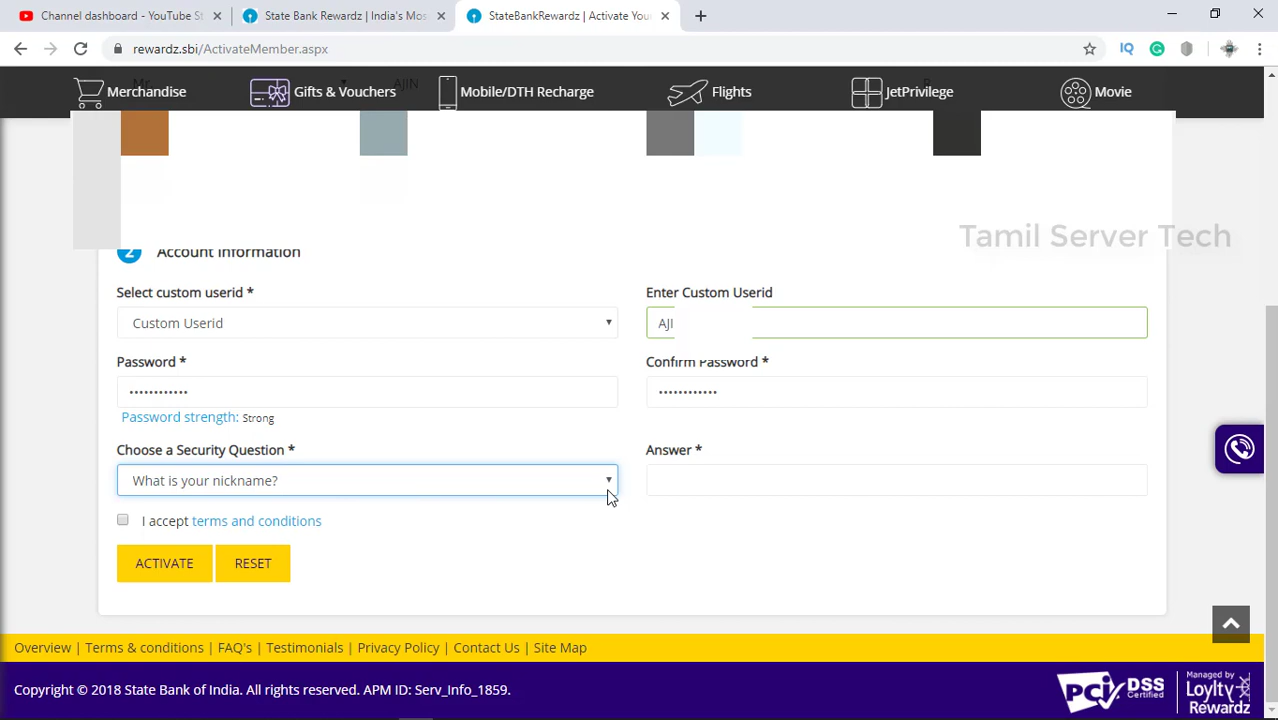 Channel dashboard - YouTube St
State Bank Rewardz | India's Mos
StateBankRewardz | Activate You
rewardz.sbi/ActivateMember.aspx
Merchandise
Gifts & Vouchers
Mobile/DTH Recharge
Flights
JetPrivilege
Movie
Tamil Server Tech
2 Account Information
Select custom userid *
Enter Custom Userid
Custom Userid
AJI
Password *
Confirm Password *
••••••••••••
••••••••••••
Password strength: Strong
Choose a Security Question *
Answer *
What is your nickname?
I accept terms and conditions
ACTIVATE
RESET
Overview | Terms & conditions | FAQ's | Testimonials | Privacy Policy | Contact Us | Site Map
Copyright © 2018 State Bank of India. All rights reserved. APM ID: Serv_Info_1859.
PCI DSS
Certified
Managed by
Loylty
Rewardz